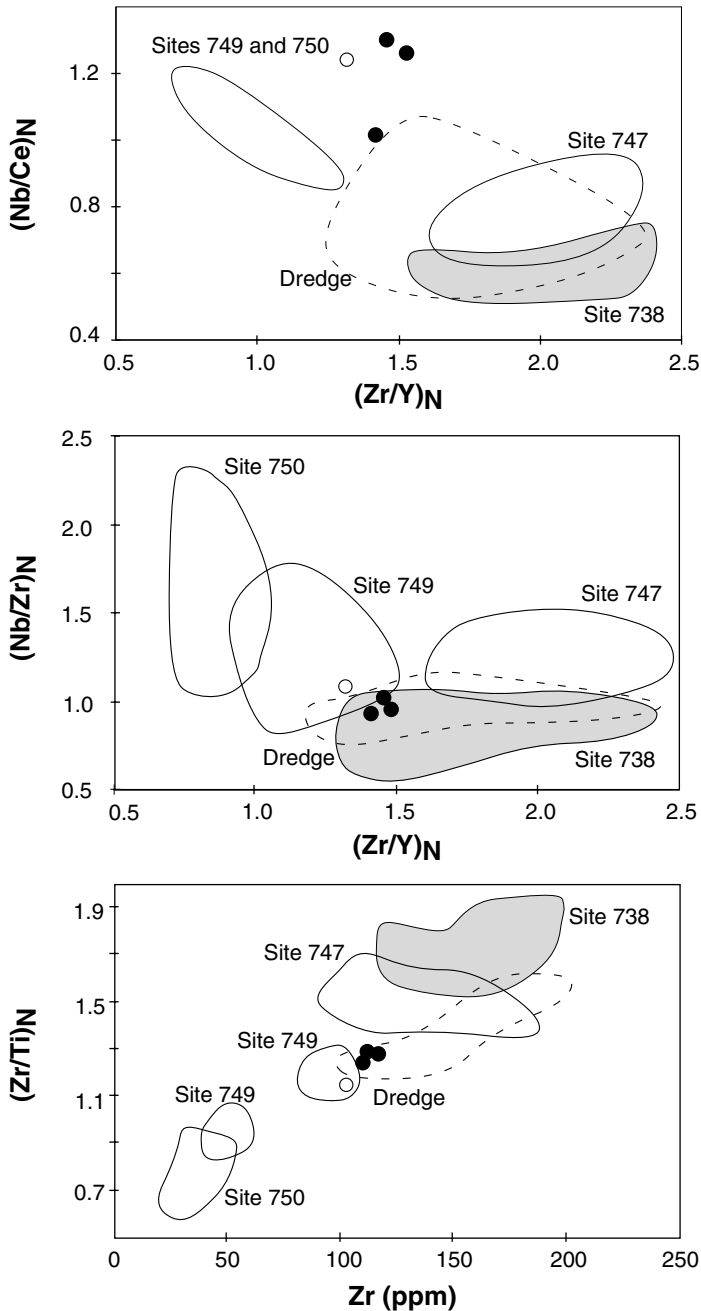 Sites 749 and 750
1.2
Site 747
(Nb/Ce)N
0.8
Dredge
Site 738
0.4
0.5
1.0
1.5
2.0
2.5
(Zr/Y)N
2.5
Site 750
2.0
Site 749
Site 747
(Nb/Zr)N
1.5
1.0
Dredge
Site 738
0.5
0.5
1.0
1.5
2.0
2.5
(Zr/Y)N
1.9
Site 738
Site 747
1.5
Site 749
(Zr/Ti)N
1.1
Dredge
Site 749
0.7
Site 750
0
50
100
150
200
250
Zr (ppm)